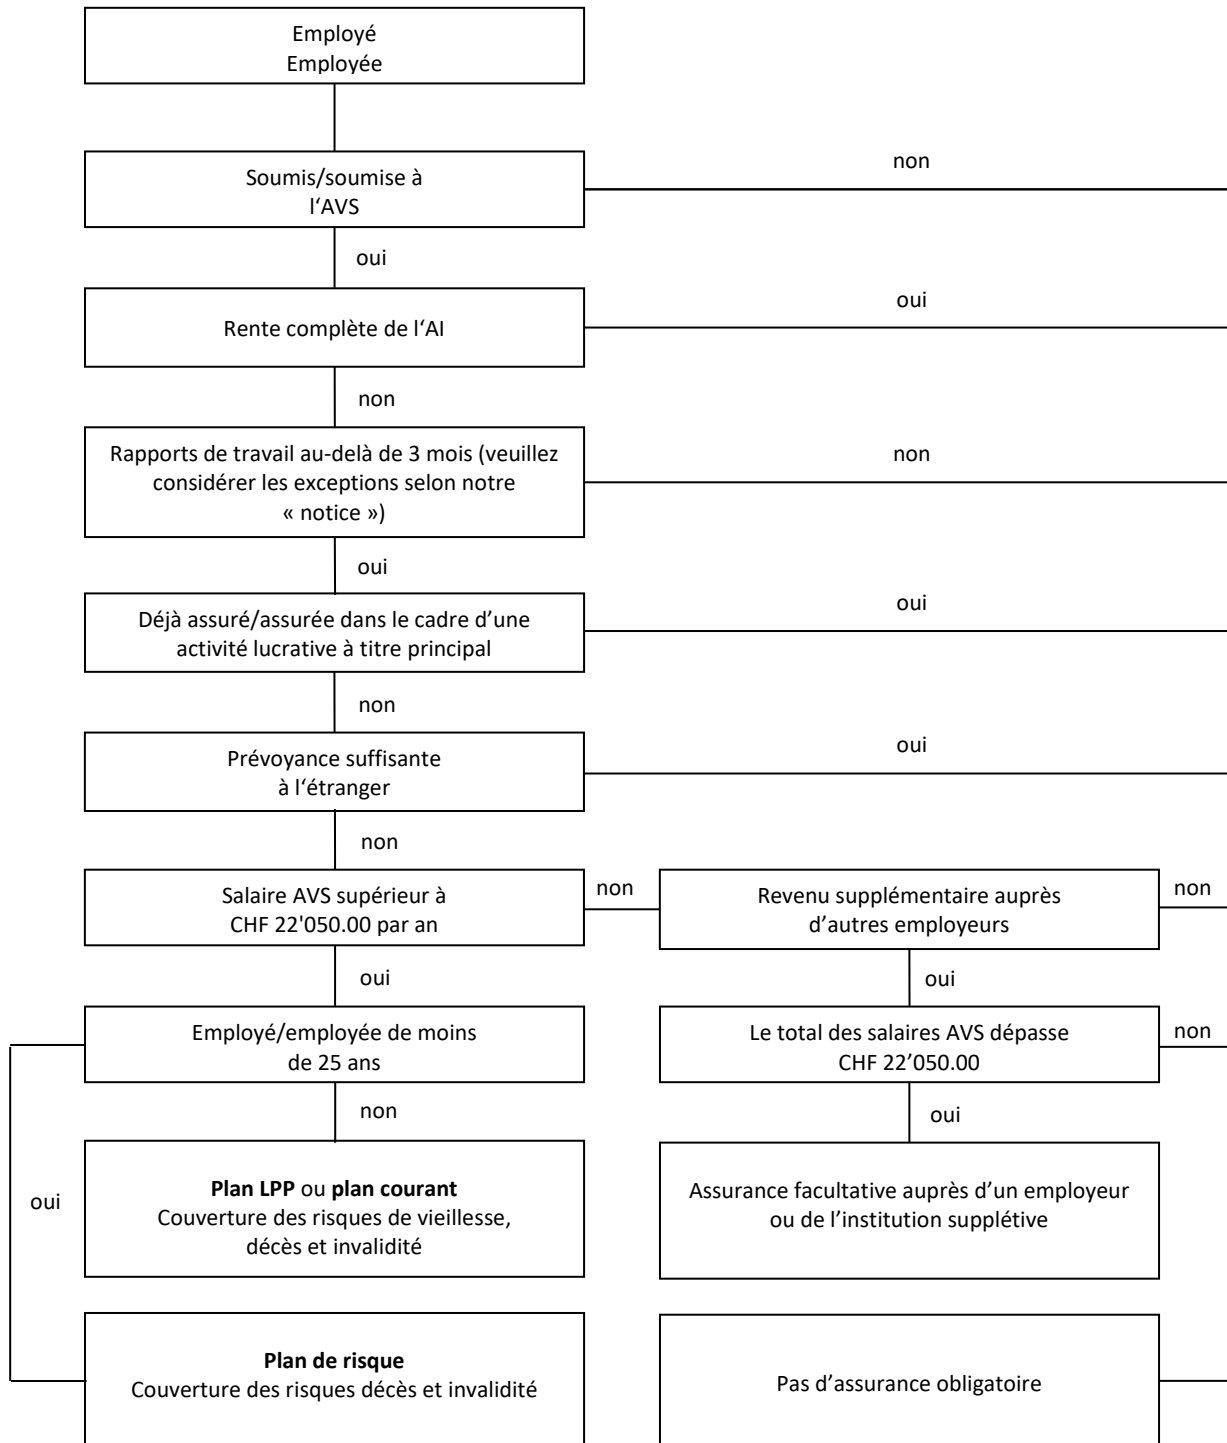 Employé
Employée
Soumis/soumise à
l‘AVS
non
oui
Rente complète de l‘AI
oui
non
Rapports de travail au-delà de 3 mois (veuillez
considérer les exceptions selon notre
« notice »)
non
oui
Déjà assuré/assurée dans le cadre d’une
activité lucrative à titre principal
oui
non
Prévoyance suffisante
à l‘étranger
oui
non
Salaire AVS supérieur à
CHF 22'050.00 par an
non
Revenu supplémentaire auprès
d’autres employeurs
non
oui
oui
Employé/employée de moins
de 25 ans
Le total des salaires AVS dépasse
CHF 22’050.00
non
non
oui
oui
Plan LPP ou plan courant
Couverture des risques de vieillesse,
décès et invalidité
Assurance facultative auprès d’un employeur
ou de l’institution supplétive
Plan de risque
Couverture des risques décès et invalidité
Pas d’assurance obligatoire